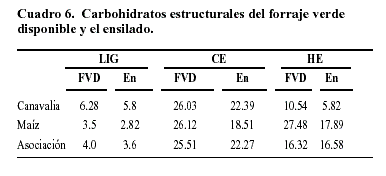 Cuadro 6. Carbohidratos estructurales del forraje verde
disponible y el ensilado.
LIG CE HE
FVD En FVD En FVD En
Canavalia 6.28 5.8 26.03 22.39 10.54 5.82
Maíz 3.5 2.82 26.12 18.51 27.48 17.89
Asociación 4.0 3.6 25.51 22.27 16.32 16.58